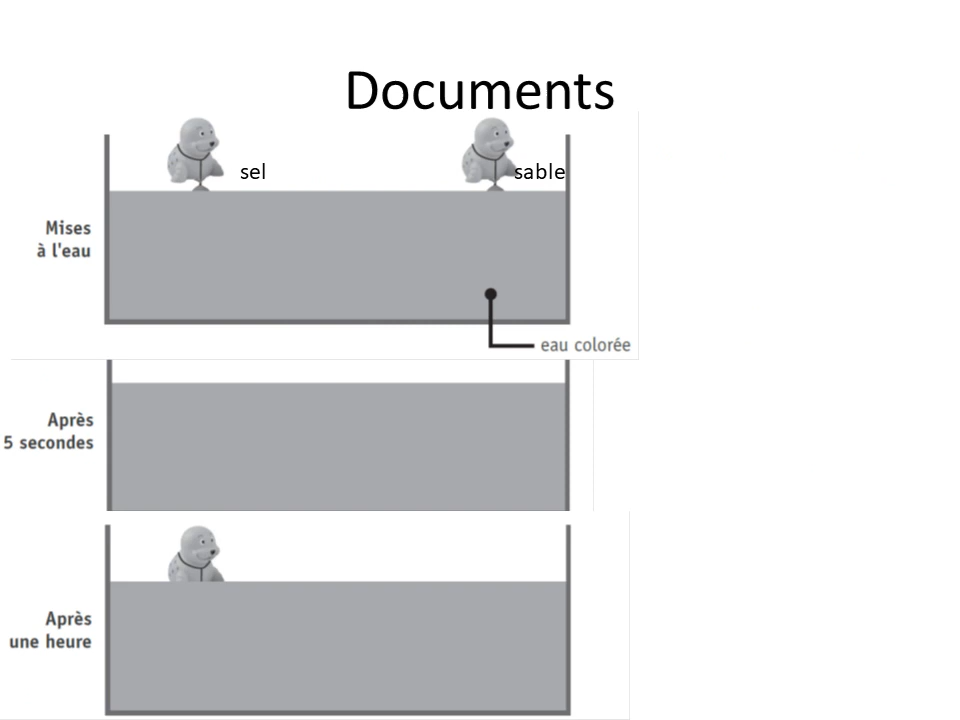 Documents
sel
sable
Mises
à l'eau
eau colorée
Après
5 secondes
Après
une heure